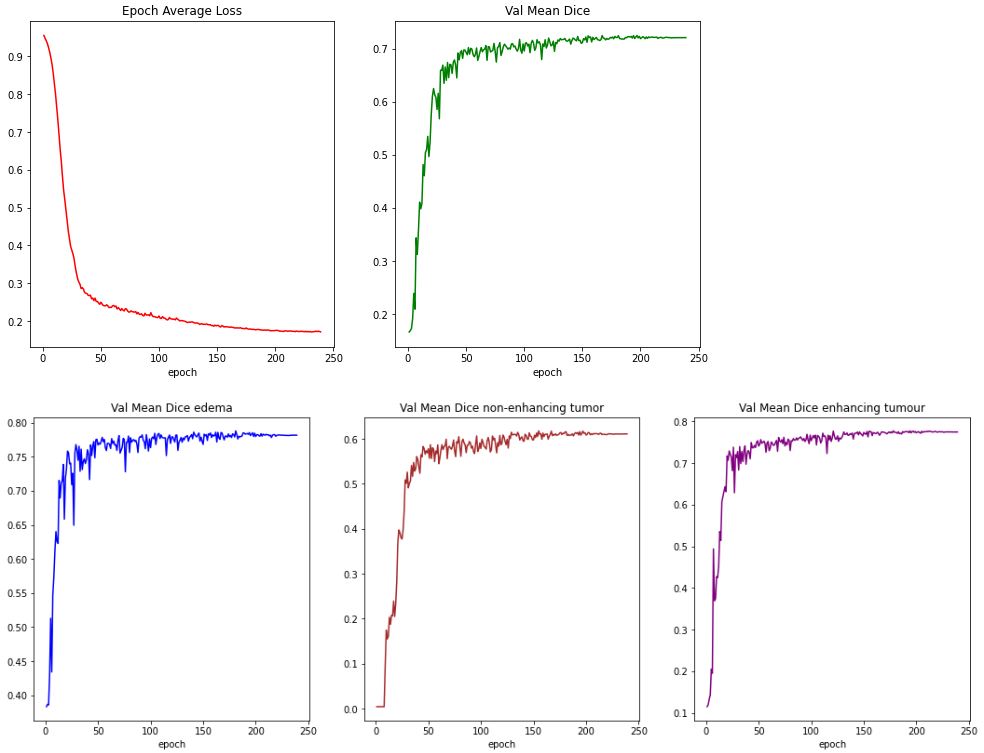 Epoch Average Loss
0.9
0.8
0.7
0.6
0.5
0.4
0.3
0.2
0 50 100 150 200 250
epoch
Val Mean Dice
0.7
0.6
0.5
0.4
0.3
0.2
0 50 100 150 200 250
epoch
Val Mean Dice edema
0.80
0.75
0.70
0.65
0.60
0.55
0.50
0.45
0.40
0 50 100 150 200 250
epoch
Val Mean Dice non-enhancing tumor
0.6
0.5
0.4
0.3
0.2
0.1
0.0
0 50 100 150 200 250
epoch
Val Mean Dice enhancing tumour
0.8
0.7
0.6
0.5
0.4
0.3
0.2
0.1
0 50 100 150 200 250
epoch